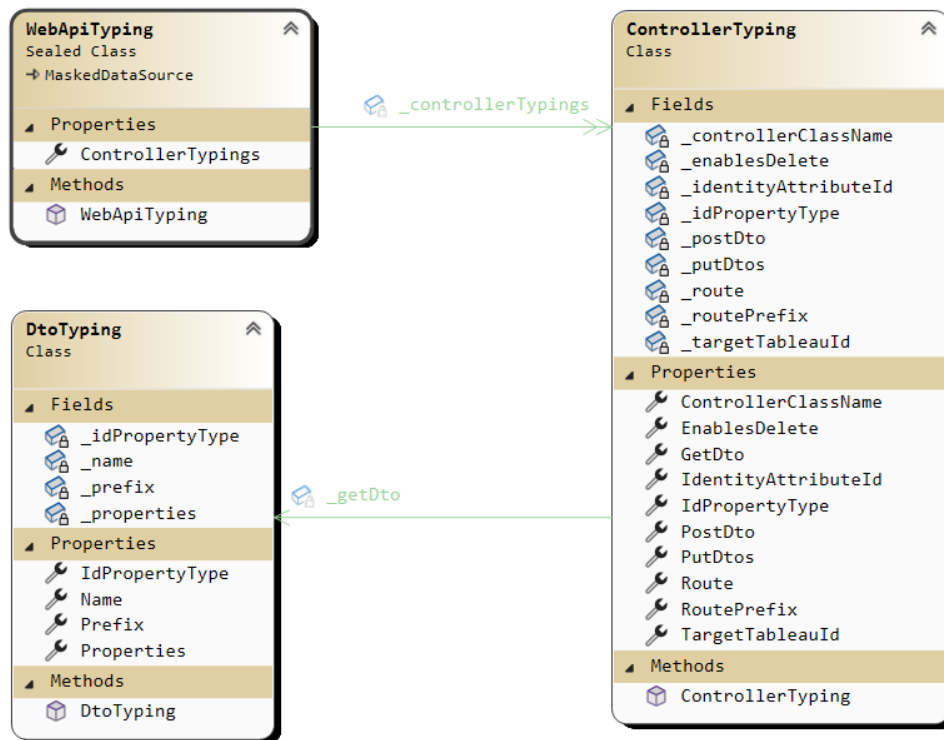 WebApiTyping
Sealed Class
MaskedDataSource
Properties
ControllerTypings
Methods
WebApiTyping
_controllerTypings
ControllerTyping
Class
Fields
_controllerClassName
_enablesDelete
_identityAttributeId
_idPropertyType
_postDto
_putDtos
_route
_routePrefix
_targetTableauId
Properties
ControllerClassName
EnablesDelete
GetDto
IdentityAttributeId
IdPropertyType
PostDto
PutDtos
Route
RoutePrefix
TargetTableauId
Methods
ControllerTyping
_getDto
DtoTyping
Class
Fields
_idPropertyType
_name
_prefix
_properties
Properties
IdPropertyType
Name
Prefix
Properties
Methods
DtoTyping